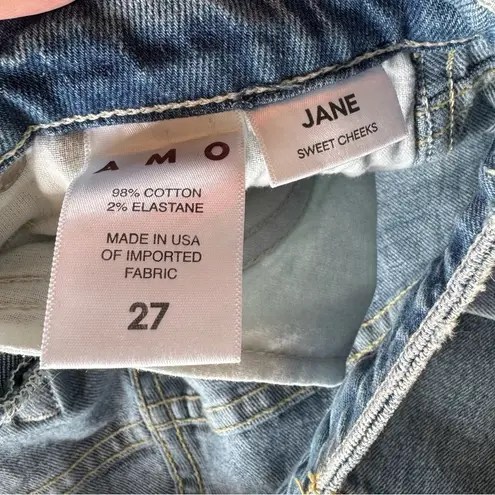 AMO
98% COTTON
2% ELASTANE
MADE IN USA
OF IMPORTED
FABRIC
27
JANE
SWEET CHEEKS